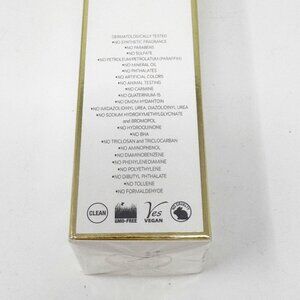 DERMATOLOGICALLY TESTED
•NO SYNTHETIC FRAGRANCE
•NO PARABENS
•NO SULFATE
•NO PETROLEUM/PETROLATUM (PARAFFIN)
•NO MINERAL OIL
•NO PHTHALATES
•NO ARTIFICIAL COLORS
•NO ANIMAL TESTING
•NO CARMINE
•NO QUATERNIUM-15
•NO DMDM HYDANTOIN
•NO IMIDAZOLIDINYL UREA, DIAZOLIDINYL UREA
•NO SODIUM HYDROXYMETHYLGLYCINATE
and BROMOPOL
•NO HYDROQUINONE
•NO BHA
•NO TRICLOSAN and TRICLOCARBAN
•NO AMINOPHENOL
•NO DIAMINOBENZENE
•NO PHENYLENEDIAMINE
•NO POLYETHYLENE
•NO DIBUTYL PHTHALATE
•NO TOLUENE
•NO FORMALDEHYDE
CLEAN
GMO-FREE
Yes
VEGAN